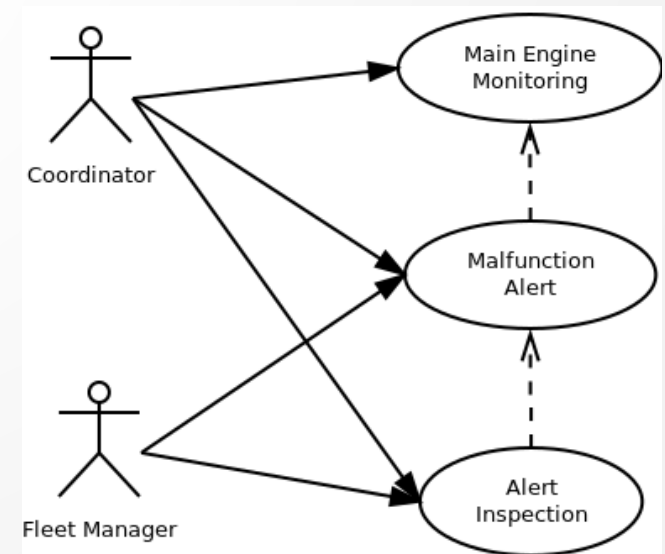 Main Engine
Monitoring
Coordinator
Malfunction
Alert
Alert
Inspection
Fleet Manager